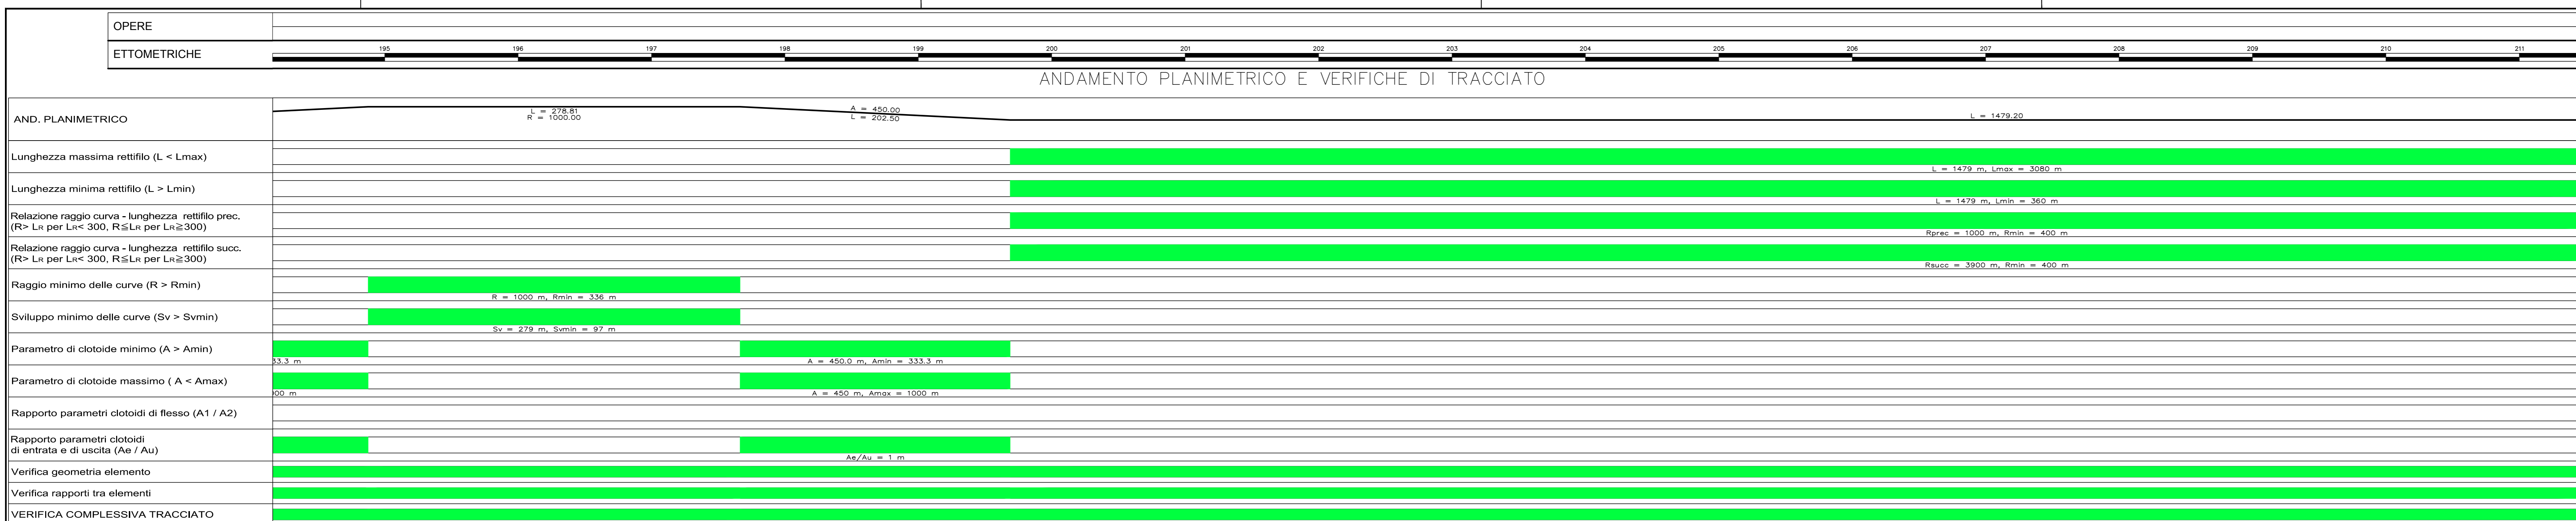 OPERE
ETTOMETRICHE
195 196 197 198 199 200 201 202 203 204 205 206 207 208 209 210 211
ANDAMENTO PLANIMETRICO E VERIFICHE DI TRACCIATO
AND. PLANIMETRICO
L = 278.81
R = 1000.00
A = 450.00
L = 202.50
L = 1479.20
Lunghezza massima rettifilo (L < Lmax)
L = 1479 m, Lmax = 3080 m
Lunghezza minima rettifilo (L > Lmin)
L = 1479 m, Lmin = 360 m
Relazione raggio curva - lunghezza rettifilo prec.
(R> LR per LR< 300, R≦LR per LR≧300)
Rprec = 1000 m, Rmin = 400 m
Relazione raggio curva - lunghezza rettifilo succ.
(R> LR per LR< 300, R≦LR per LR≧300)
Rsucc = 3900 m, Rmin = 400 m
Raggio minimo delle curve (R > Rmin)
R = 1000 m, Rmin = 336 m
Sviluppo minimo delle curve (Sv > Svmin)
Sv = 279 m, Svmin = 97 m
Parametro di clotoide minimo (A > Amin)
33.3 m
A = 450.0 m, Amin = 333.3 m
Parametro di clotoide massimo ( A < Amax)
00 m
A = 450 m, Amax = 1000 m
Rapporto parametri clotoidi di flesso (A1 / A2)
Rapporto parametri clotoidi
di entrata e di uscita (Ae / Au)
Ae/Au = 1 m
Verifica geometria elemento
Verifica rapporti tra elementi
VERIFICA COMPLESSIVA TRACCIATO